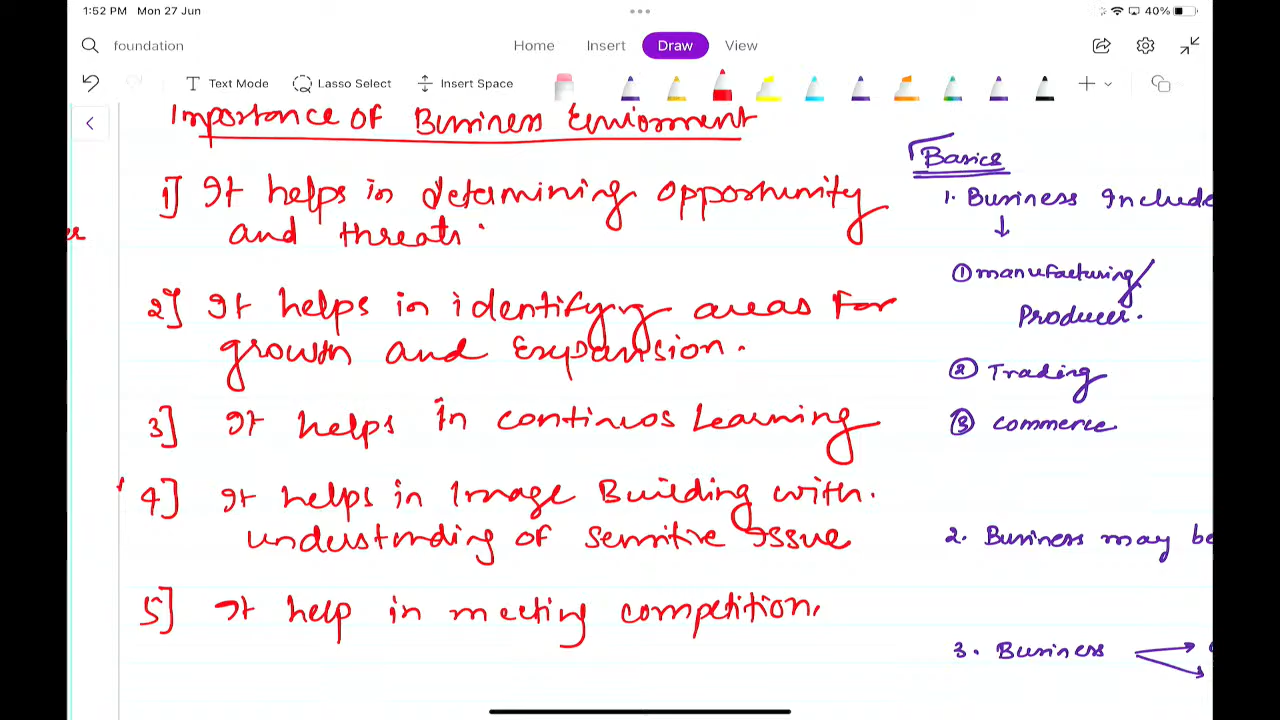 1:52 PM Mon 27 Jun
40%
foundation
Home Insert Draw View
Text Mode Lasso Select Insert Space
Importance OF Business Enviorment
1] It helps in determining opportunity
and threats.
2] It helps in identifying areas For
growth and Expansion.
3] It helps in continuos Learning
4] It helps in Image Building with.
understnding of sensitive Issue
5] It help in meeting competition,
Basics
1. Business Include
① manufacturing/
Producer.
② Trading
③ commerce
2. Business may be
3. Business